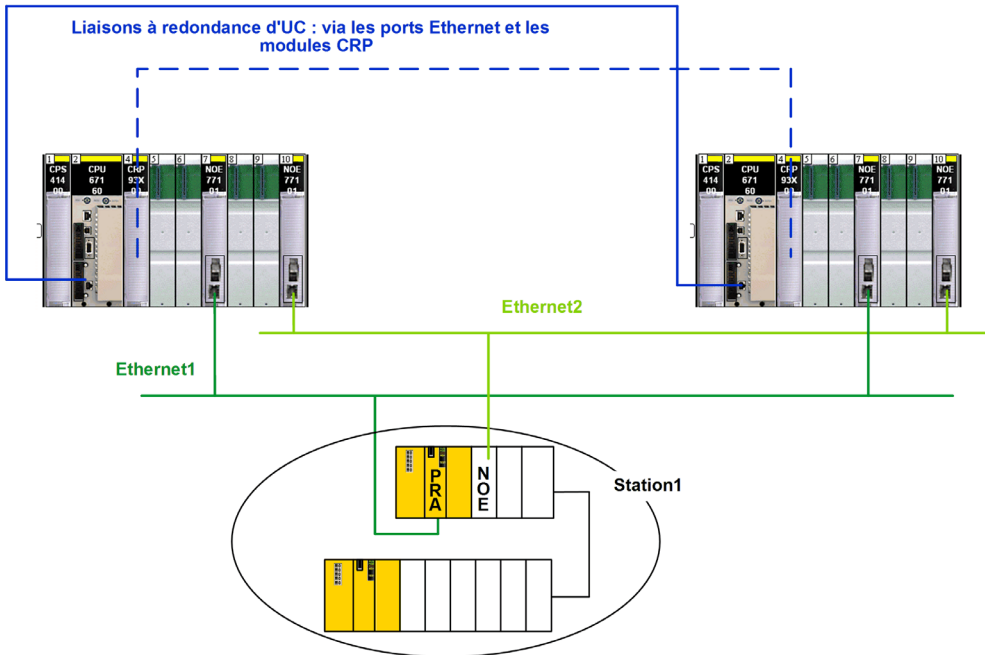 Liaisons à redondance d'UC : via les ports Ethernet et les
modules CRP
1 2 4 5 6 7 8 9 10
CPS CPU CRP NOE NOE
414 671 93X 771 771
00 60 00 01 01
1 2 4 5 6 7 8 9 10
CPS CPU CRP NOE NOE
414 671 93X 771 771
00 60 00 01 01
Ethernet2
Ethernet1
PRA
NOE
Station1